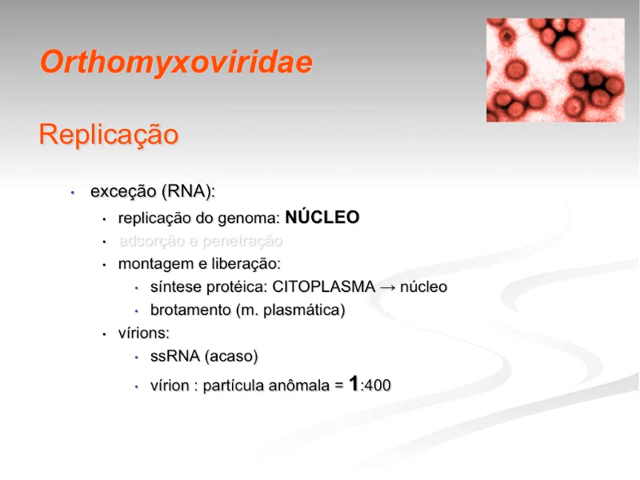 Orthomyxoviridae
Replicação
• exceção (RNA):
• replicação do genoma: NÚCLEO
• adsorção e penetração
• montagem e liberação:
• síntese protéica: CITOPLASMA → núcleo
• brotamento (m. plasmática)
• vírions:
• ssRNA (acaso)
• vírion : partícula anômala = 1:400